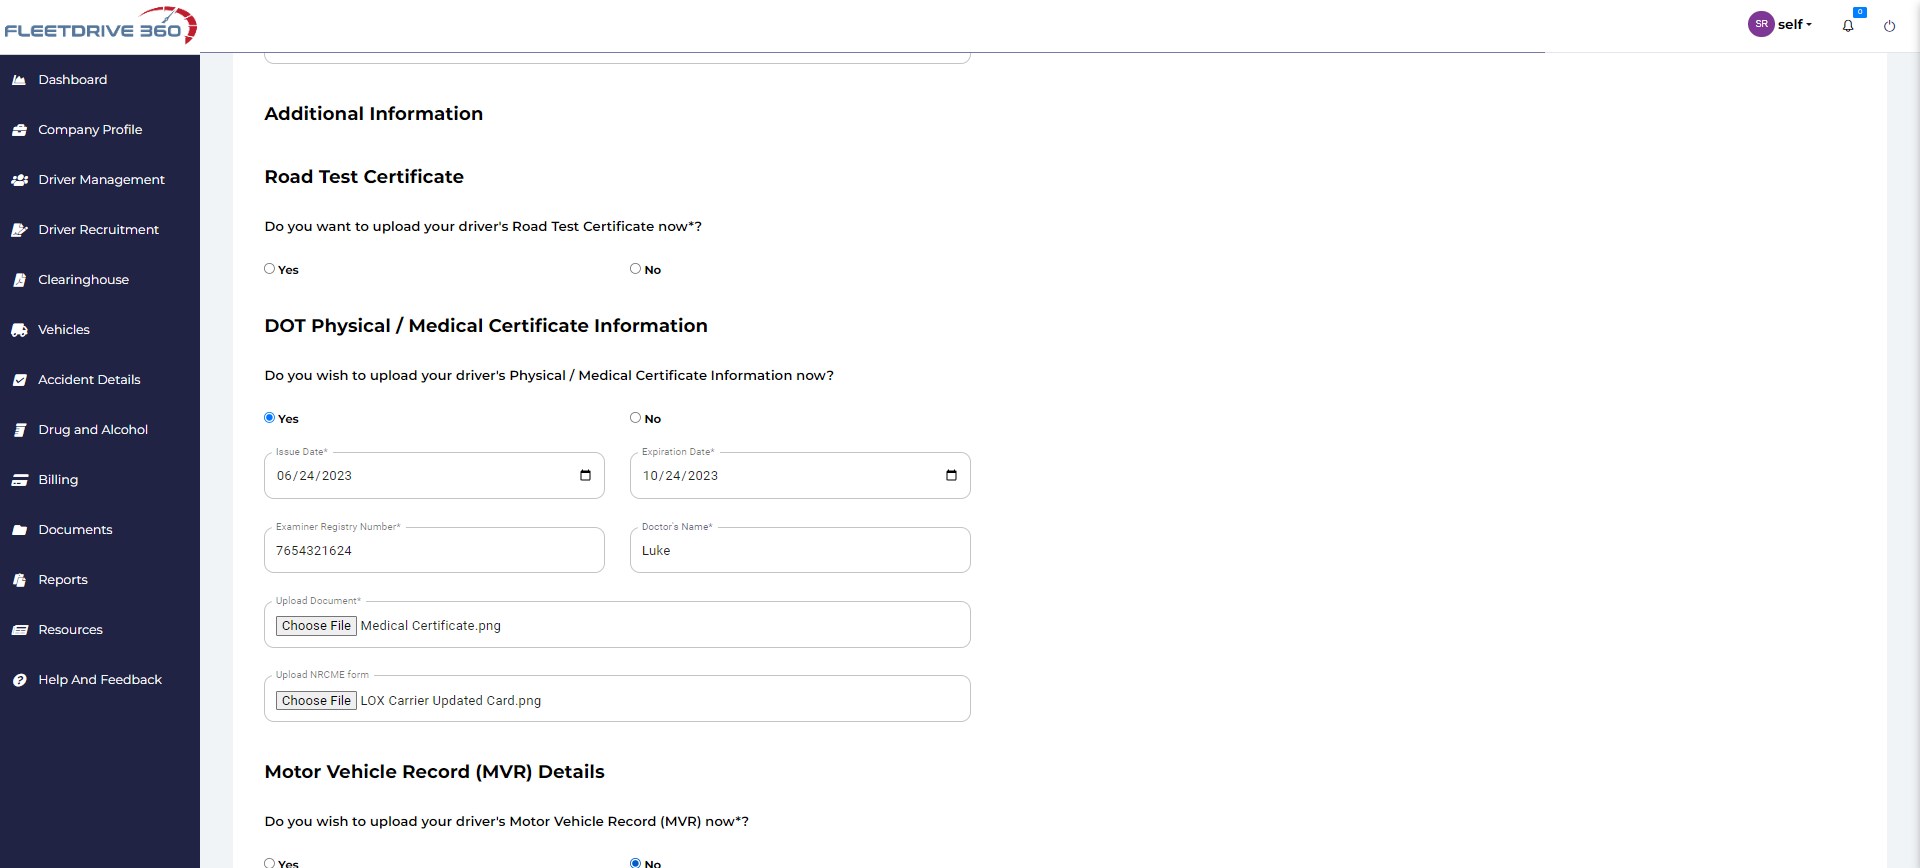 FLEETDRIVE 360
SR self
0
Dashboard
Company Profile
Driver Management
Driver Recruitment
Clearinghouse
Vehicles
Accident Details
Drug and Alcohol
Billing
Documents
Reports
Resources
Help And Feedback
Additional Information
Road Test Certificate
Do you want to upload your driver's Road Test Certificate now*?
Yes No
DOT Physical / Medical Certificate Information
Do you wish to upload your driver's Physical / Medical Certificate Information now?
Yes No
Issue Date* Expiration Date*
06/24/2023 10/24/2023
Examiner Registry Number* Doctor's Name*
7654321624 Luke
Upload Document*
Choose File Medical Certificate.png
Upload NRCME form
Choose File LOX Carrier Updated Card.png
Motor Vehicle Record (MVR) Details
Do you wish to upload your driver's Motor Vehicle Record (MVR) now*?
Yes No